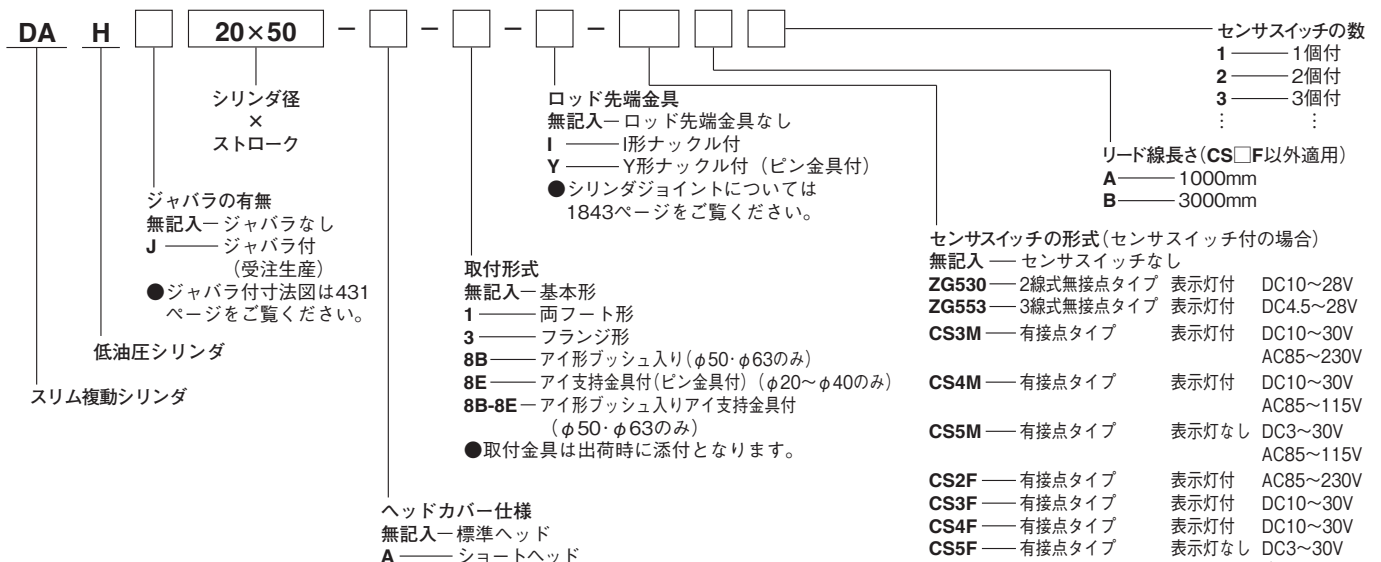 DA H □ 20×50 － □ － □ － □ － □ □ □
シリンダ径
×
ストローク
ジャバラの有無
無記入－ジャバラなし
J ―― ジャバラ付
(受注生産)
●ジャバラ付寸法図は431
ページをご覧ください。
低油圧シリンダ
スリム複動シリンダ
ヘッドカバー仕様
無記入－標準ヘッド
A ―― ショートヘッド
取付形式
無記入－基本形
1 ―― 両フート形
3 ―― フランジ形
8B ―― アイ形ブッシュ入り(φ50·φ63のみ)
8E ―― アイ支持金具付(ピン金具付)（φ20～φ40のみ）
8B-8E－アイ形ブッシュ入りアイ支持金具付
（φ50·φ63のみ）
●取付金具は出荷時に添付となります。
ロッド先端金具
無記入－ロッド先端金具なし
I ―― I形ナックル付
Y ―― Y形ナックル付（ピン金具付）
●シリンダジョイントについては
1843ページをご覧ください。
センサスイッチの形式(センサスイッチ付の場合)
無記入 ― センサスイッチなし
ZG530 ― 2線式無接点タイプ 表示灯付 DC10～28V
ZG553 ― 3線式無接点タイプ 表示灯付 DC4.5～28V
CS3M ― 有接点タイプ 表示灯付 DC10～30V
AC85～230V
CS4M ― 有接点タイプ 表示灯付 DC10～30V
AC85～115V
CS5M ― 有接点タイプ 表示灯なし DC3～30V
AC85～115V
CS2F ― 有接点タイプ 表示灯付 AC85～230V
CS3F ― 有接点タイプ 表示灯付 DC10～30V
CS4F ― 有接点タイプ 表示灯付 DC10～30V
CS5F ― 有接点タイプ 表示灯なし DC3～30V
リード線長さ(CS□F以外適用)
A ―― 1000mm
B ―― 3000mm
センサスイッチの数
1 ―― 1個付
2 ―― 2個付
3 ―― 3個付
⋮ ⋮